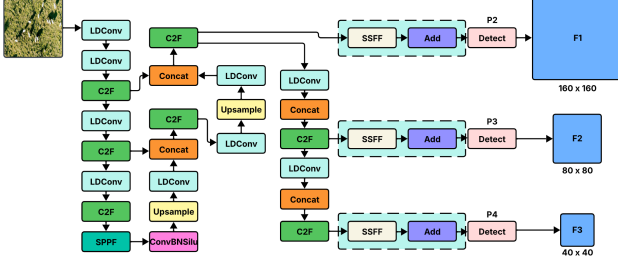 LDConv
LDConv
C2F
LDConv
C2F
LDConv
C2F
SPPF
C2F
Concat
LDConv
Upsample
LDConv
C2F
Concat
LDConv
Upsample
ConvBNSilu
LDConv
Concat
C2F
LDConv
Concat
C2F
SSFF
Add
P2
Detect
F1
160 x 160
SSFF
Add
P3
Detect
F2
80 x 80
SSFF
Add
P4
Detect
F3
40 x 40